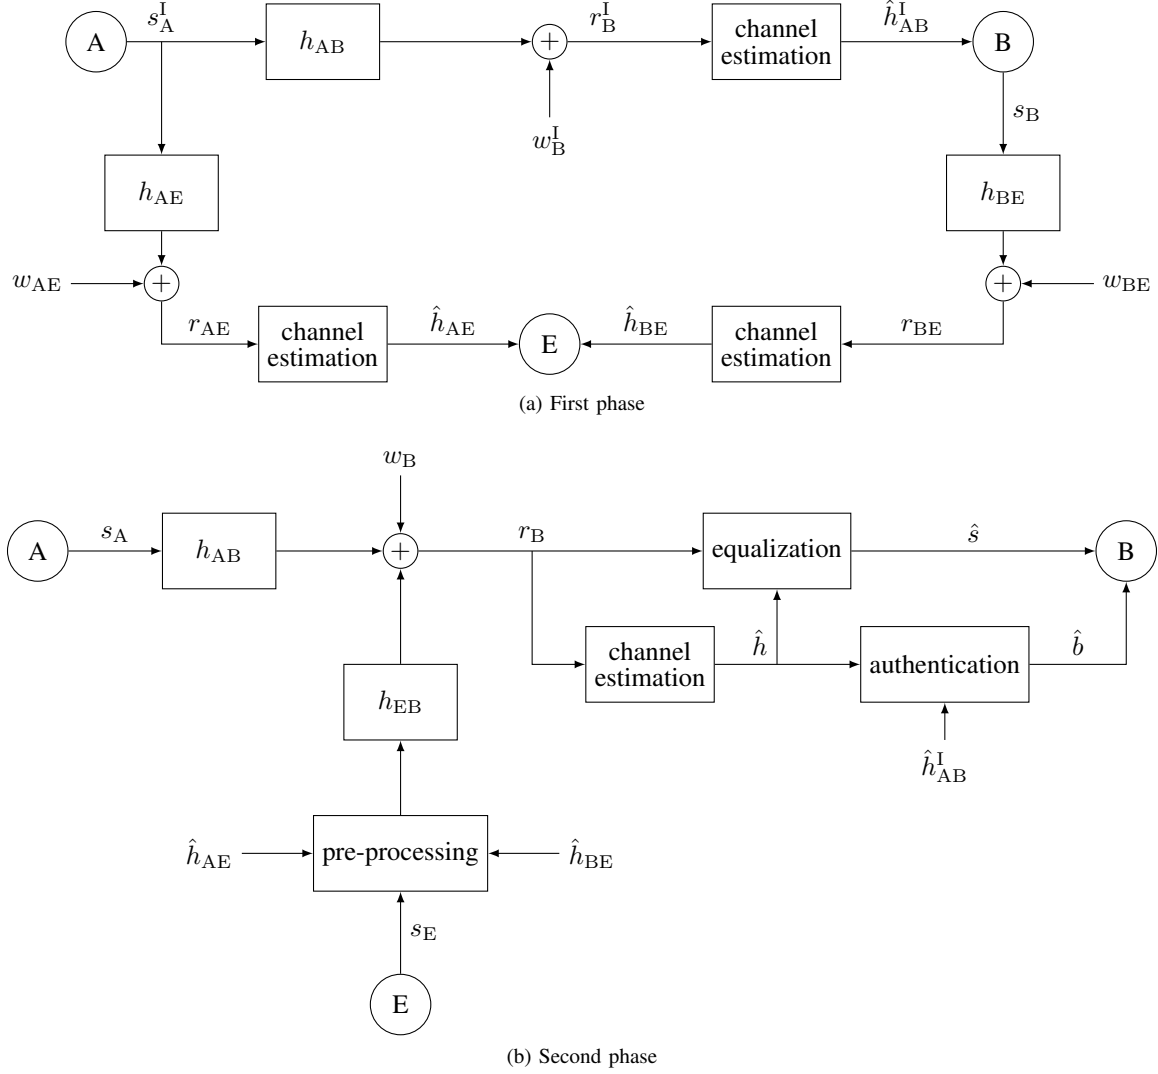 A
s_A^I
h_AB
+
r_B^I
channel
estimation
ĥ_AB^I
B
w_B^I
s_B
h_AE
h_BE
w_AE
+
+
w_BE
r_AE
channel
estimation
ĥ_AE
E
ĥ_BE
channel
estimation
r_BE
(a) First phase
w_B
A
s_A
h_AB
+
r_B
equalization
ŝ
B
channel
estimation
ĥ
authentication
b̂
h_EB
ĥ_AB^I
ĥ_AE
pre-processing
ĥ_BE
s_E
E
(b) Second phase